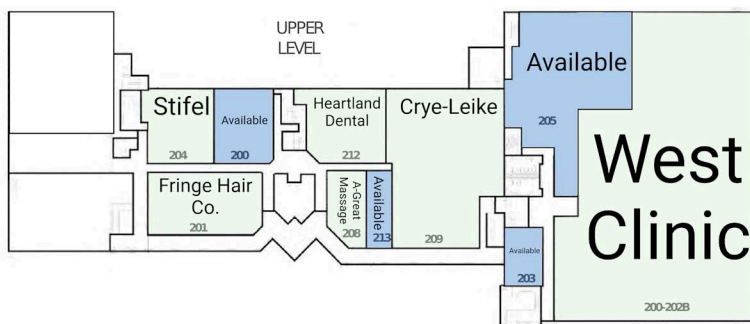 UPPER
LEVEL
Stifel
204
Available
200
Heartland
Dental
212
Crye-Leike
209
Available
205
West
Clinic
200-202B
Fringe Hair
Co.
201
A-Great
Massage
208
Available
213
Available
203